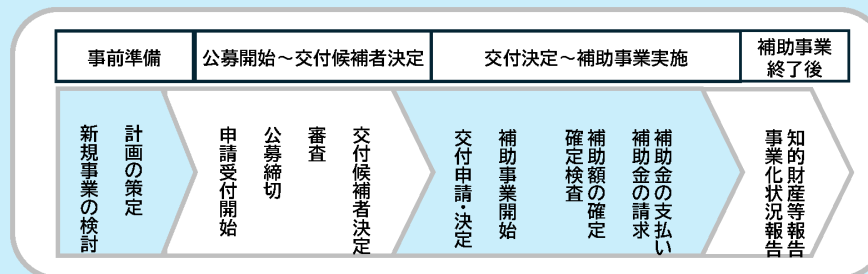 事前準備
公募開始～交付候補者決定
交付決定～補助事業実施
補助事業
終了後
新規事業の検討
計画の策定
申請受付開始
公募締切
審査
交付候補者決定
交付申請・決定
補助事業開始
確定検査
補助額の確定
補助金の請求
補助金の支払い
事業化状況報告
知的財産等報告